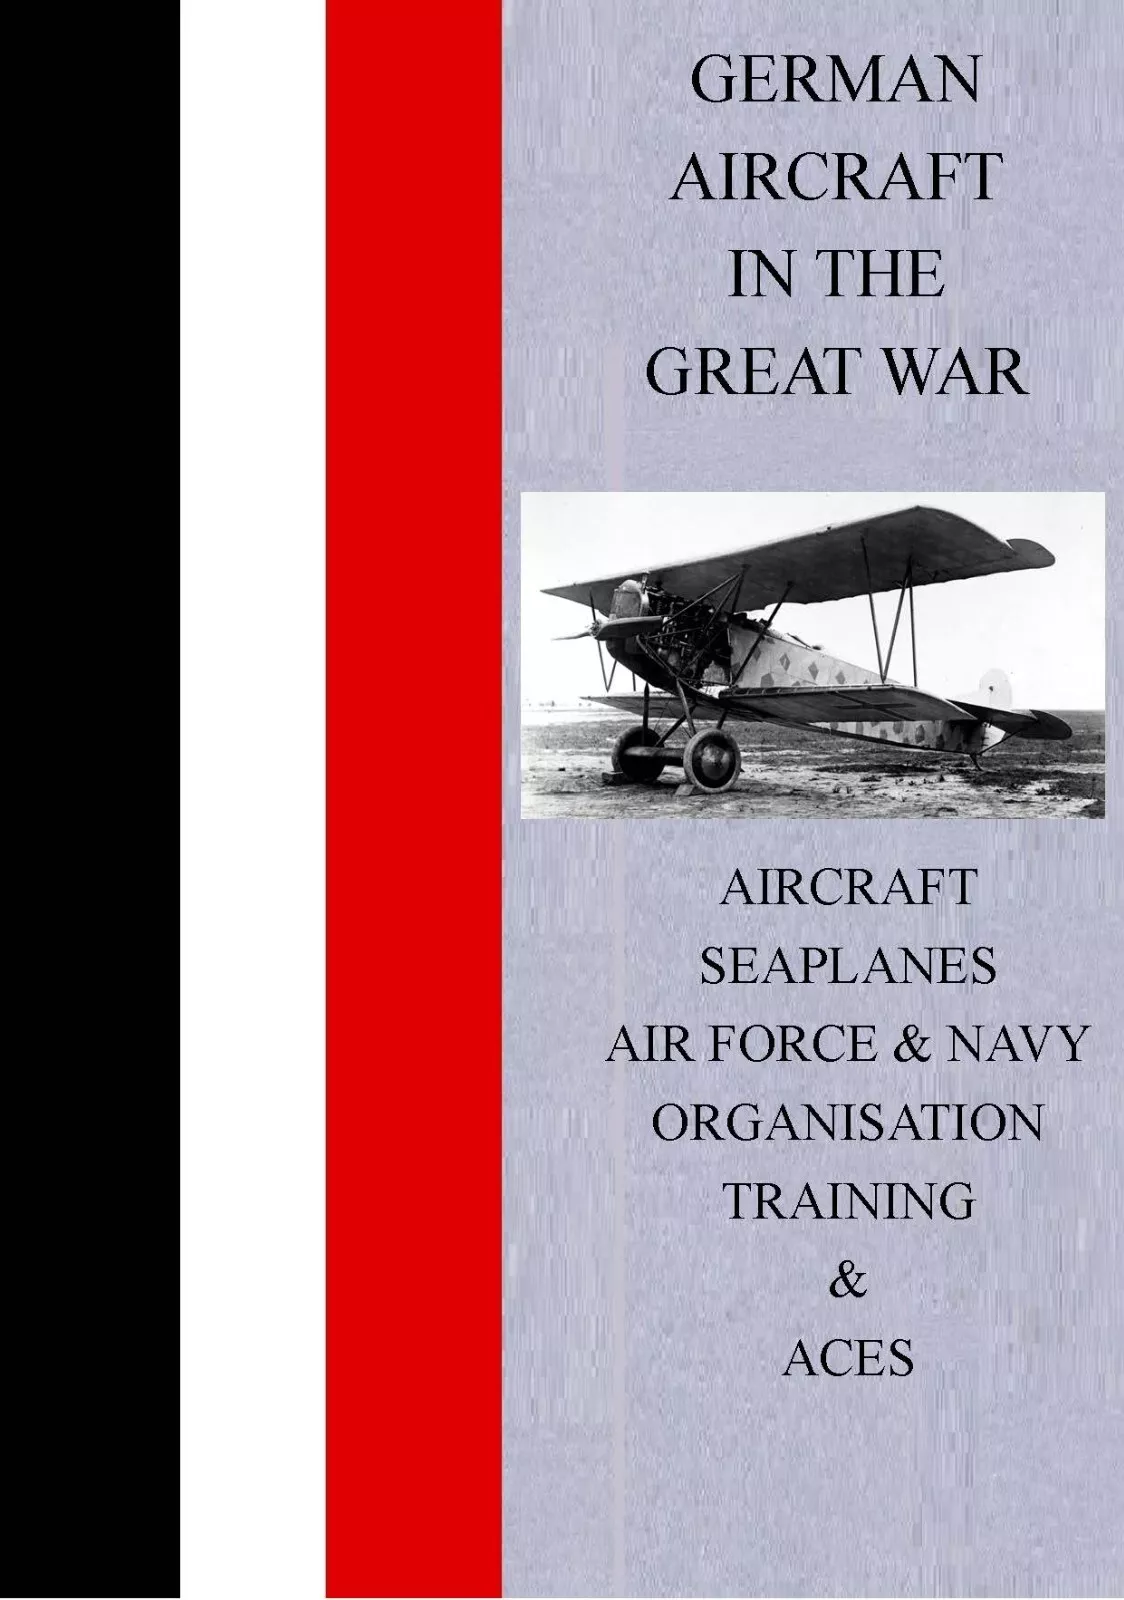 GERMAN
AIRCRAFT
IN THE
GREAT WAR
AIRCRAFT
SEAPLANES
AIR FORCE & NAVY
ORGANISATION
TRAINING
&
ACES